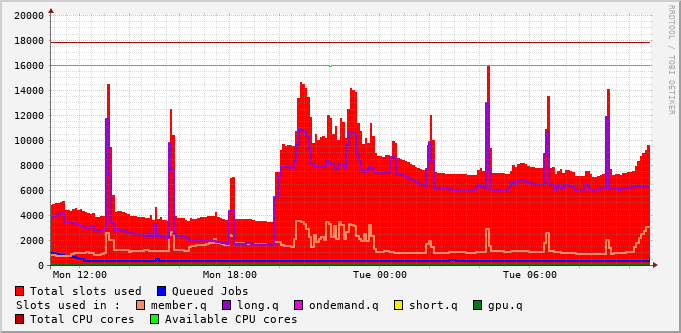 20000
18000
16000
14000
12000
10000
8000
6000
4000
2000
0
Mon 12:00 Mon 18:00 Tue 00:00 Tue 06:00
RRDTOOL / TOBI OETIKER
Total slots used Queued Jobs
Slots used in : member.q long.q ondemand.q short.q gpu.q
Total CPU cores Available CPU cores